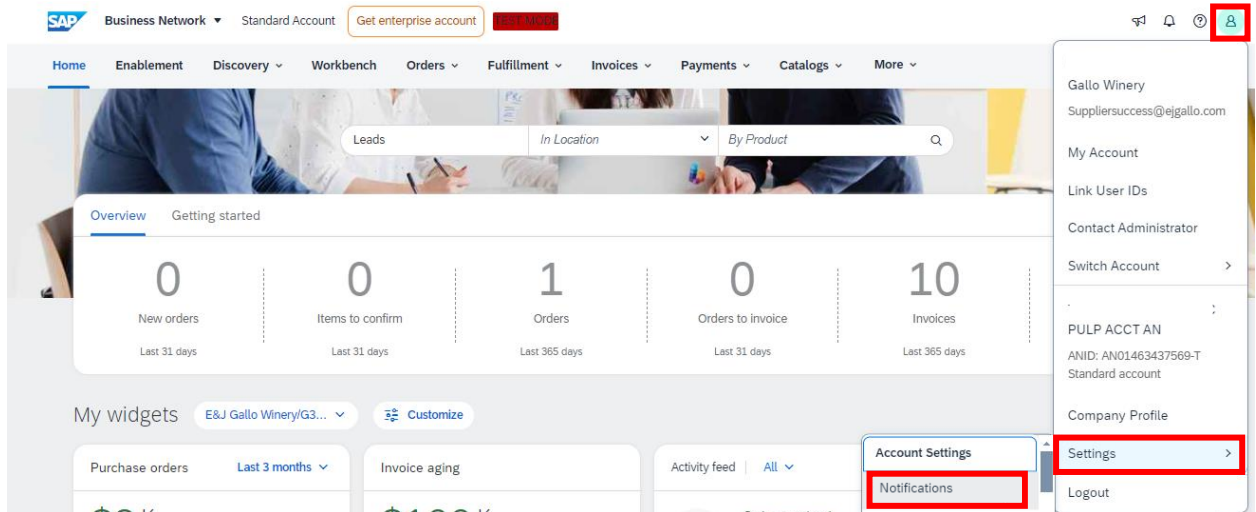 SAP Business Network Standard Account Get enterprise account TEST MODE
Home Enablement Discovery Workbench Orders Fulfillment Invoices Payments Catalogs More
Leads In Location By Product
Overview Getting started
0 0 1 0 10
New orders Items to confirm Orders Orders to invoice Invoices
Last 31 days Last 31 days Last 365 days Last 31 days Last 365 days
My widgets E&J Gallo Winery/G3... Customize
Purchase orders Last 3 months Invoice aging Activity feed All
Gallo Winery
Suppliersuccess@ejgallo.com
My Account
Link User IDs
Contact Administrator
Switch Account
PULP ACCT AN
ANID: AN01463437569-T
Standard account
Company Profile
Settings
Logout
Account Settings
Notifications